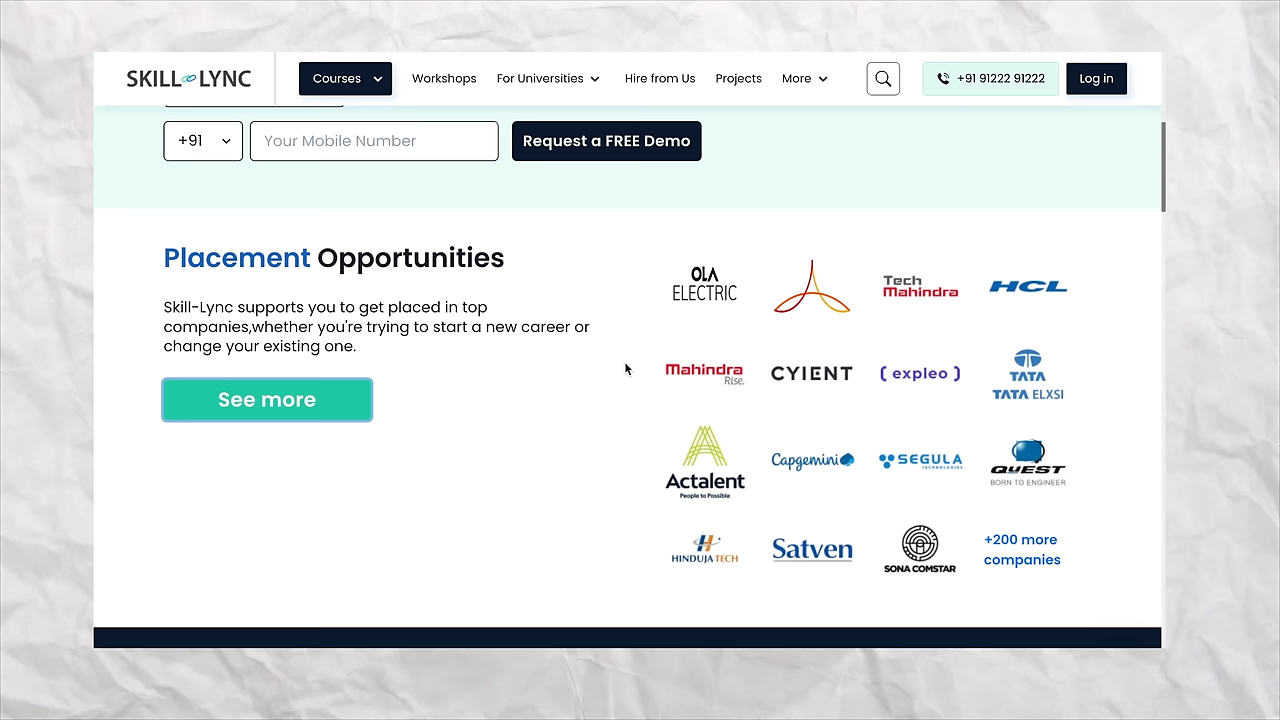 SKILL LYNC
Courses
Workshops
For Universities
Hire from Us
Projects
More
+91 91222 91222
Log in
+91
Your Mobile Number
Request a FREE Demo
Placement Opportunities
Skill-Lync supports you to get placed in top
companies,whether you're trying to start a new career or
change your existing one.
See more
OLA
ELECTRIC
Tech
Mahindra
HCL
Mahindra
Rise.
CYIENT
( expleo )
TATA
TATA ELXSI
Actalent
People to Possible
Capgemini
SEGULA
TECHNOLOGIES
QUEST
BORN TO ENGINEER
HINDUJA TECH
Satven
SONA COMSTAR
+200 more
companies